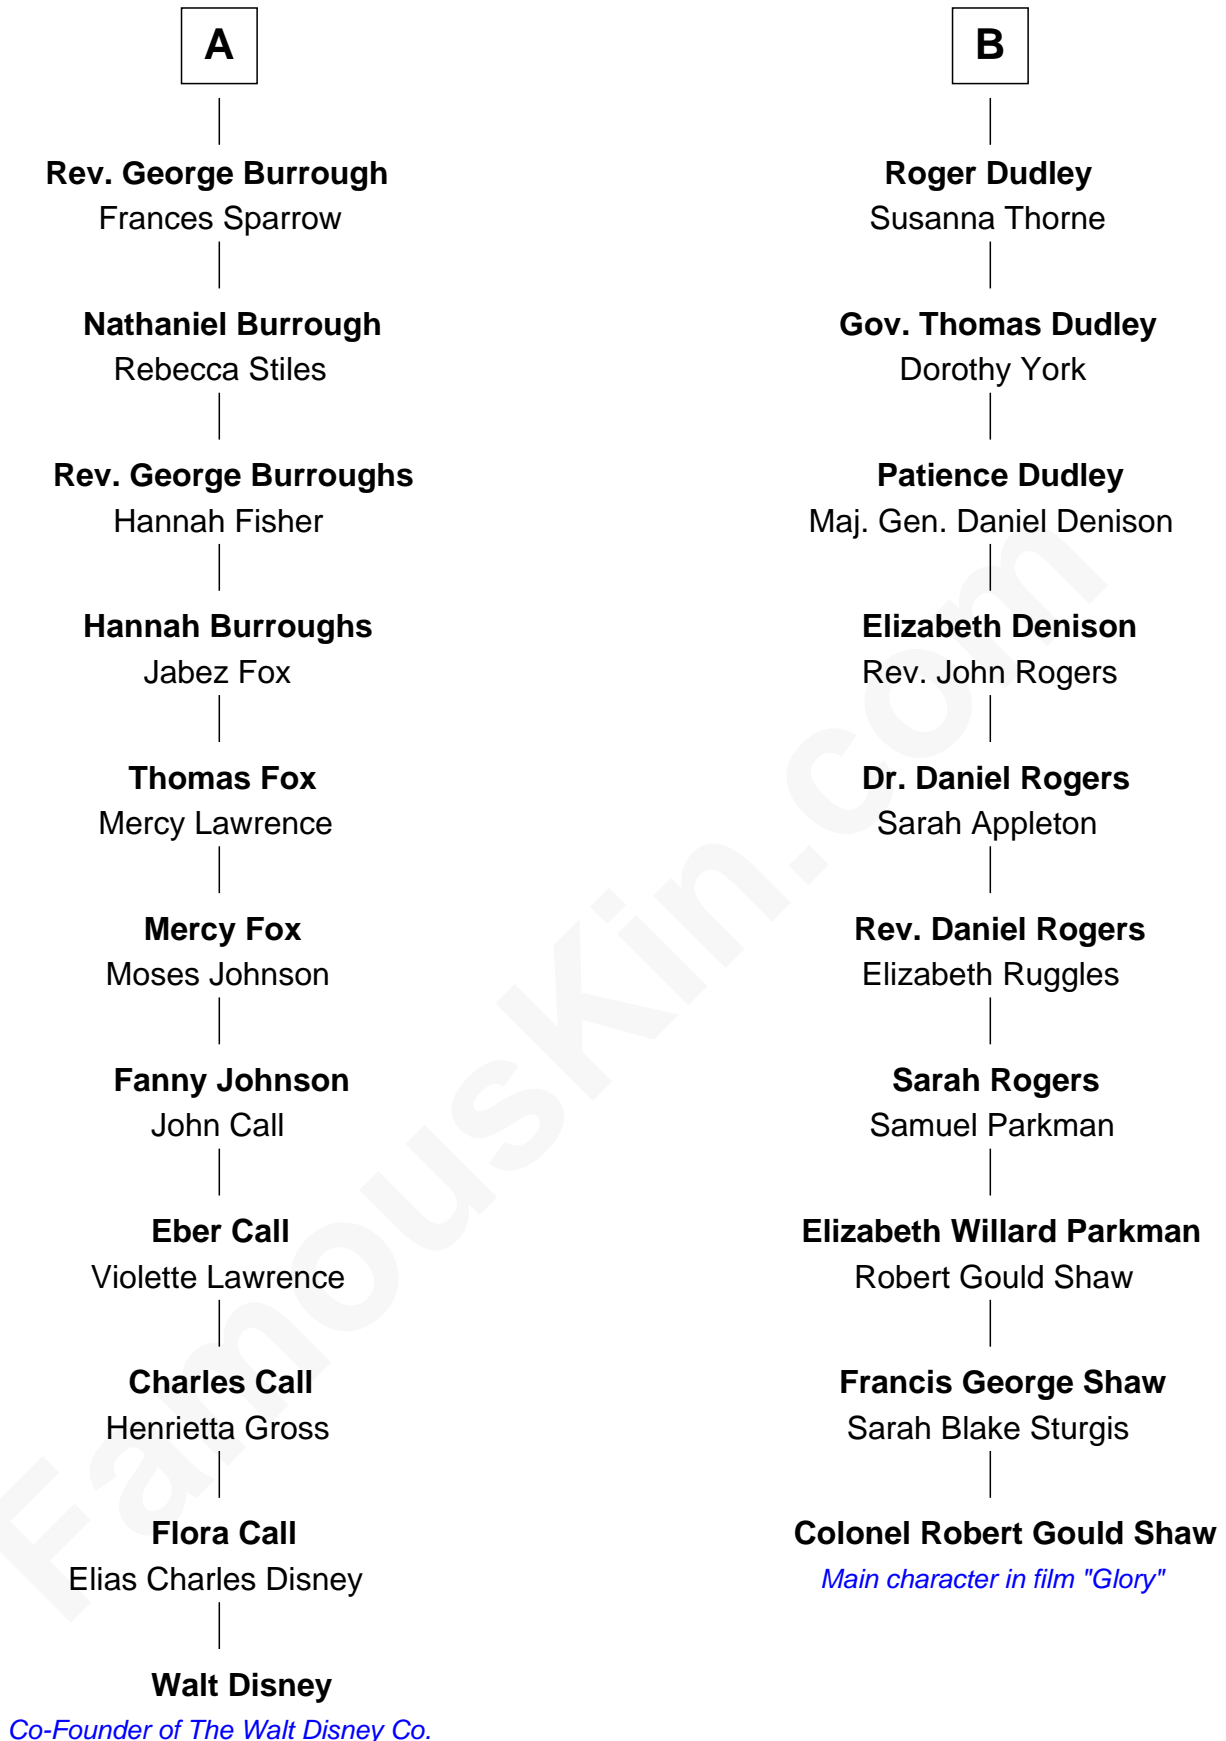 A
Rev. George Burrough
Frances Sparrow
Nathaniel Burrough
Rebecca Stiles
Rev. George Burroughs
Hannah Fisher
Hannah Burroughs
Jabez Fox
Thomas Fox
Mercy Lawrence
Mercy Fox
Moses Johnson
Fanny Johnson
John Call
Eber Call
Violette Lawrence
Charles Call
Henrietta Gross
Flora Call
Elias Charles Disney
Walt Disney
Co-Founder of The Walt Disney Co.
B
Roger Dudley
Susanna Thorne
Gov. Thomas Dudley
Dorothy York
Patience Dudley
Maj. Gen. Daniel Denison
Elizabeth Denison
Rev. John Rogers
Dr. Daniel Rogers
Sarah Appleton
Rev. Daniel Rogers
Elizabeth Ruggles
Sarah Rogers
Samuel Parkman
Elizabeth Willard Parkman
Robert Gould Shaw
Francis George Shaw
Sarah Blake Sturgis
Colonel Robert Gould Shaw
Main character in film "Glory"
FamousKin.com